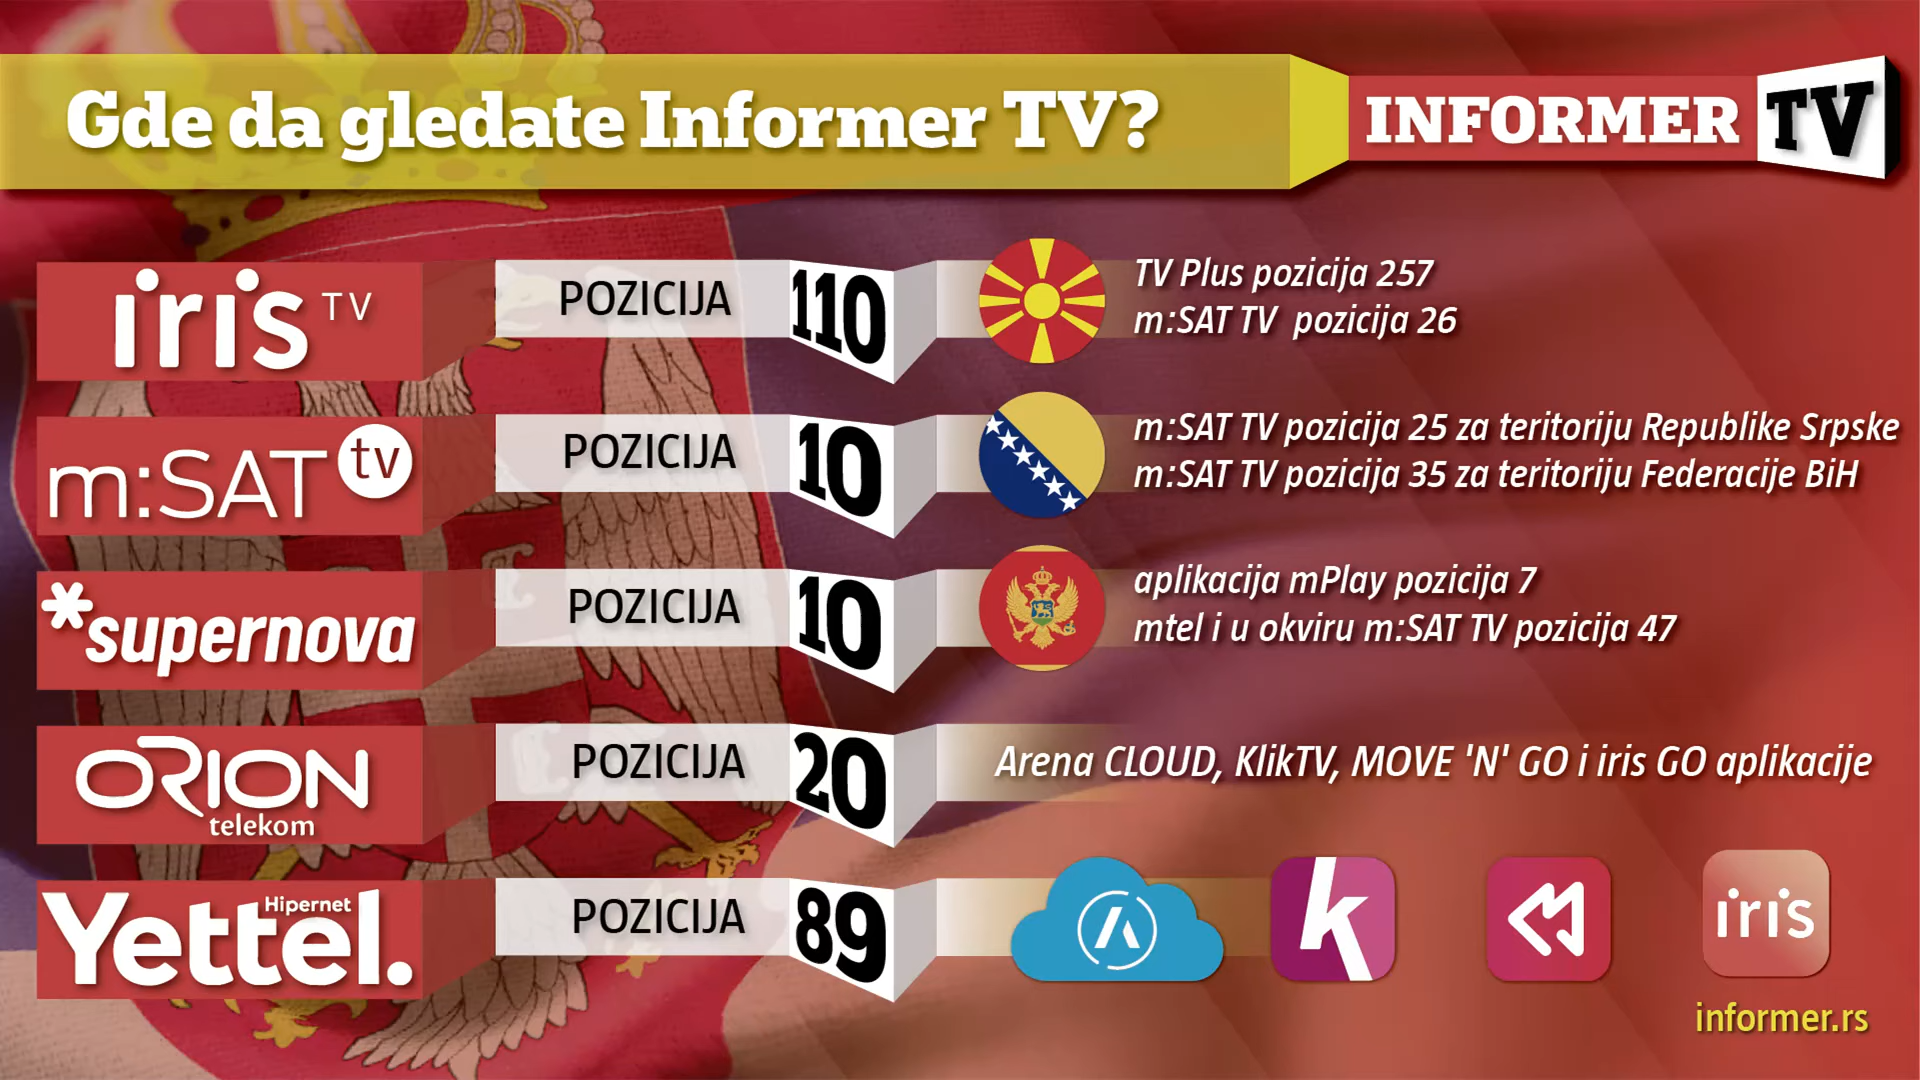 Gde da gledate Informer TV?
INFORMER TV
iris TV
POZICIJA
110
TV Plus pozicija 257
m:SAT TV pozicija 26
m:SAT tv
POZICIJA
10
m:SAT TV pozicija 25 za teritoriju Republike Srpske
m:SAT TV pozicija 35 za teritoriju Federacije BiH
*supernova
POZICIJA
10
aplikacija mPlay pozicija 7
mtel i u okviru m:SAT TV pozicija 47
ORION
telekom
POZICIJA
20
Arena CLOUD, KlikTV, MOVE 'N' GO i iris GO aplikacije
Hipernet
Yettel.
POZICIJA
89
k
iris
informer.rs